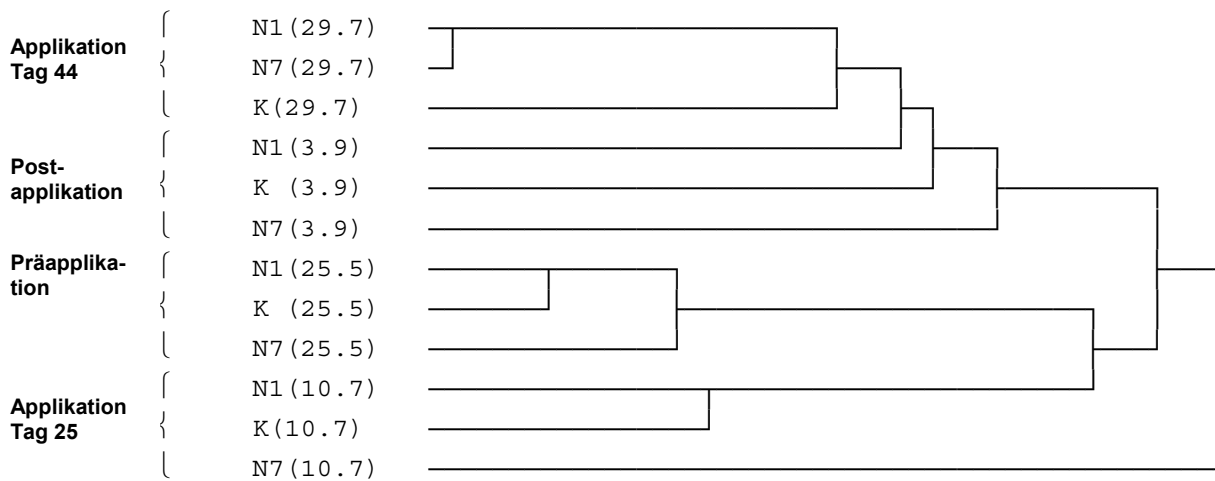 Applikation
Tag 44
N1(29.7)
N7(29.7)
K(29.7)
Post-
applikation
N1(3.9)
K (3.9)
N7(3.9)
Präapplika-
tion
N1(25.5)
K (25.5)
N7(25.5)
Applikation
Tag 25
N1(10.7)
K(10.7)
N7(10.7)